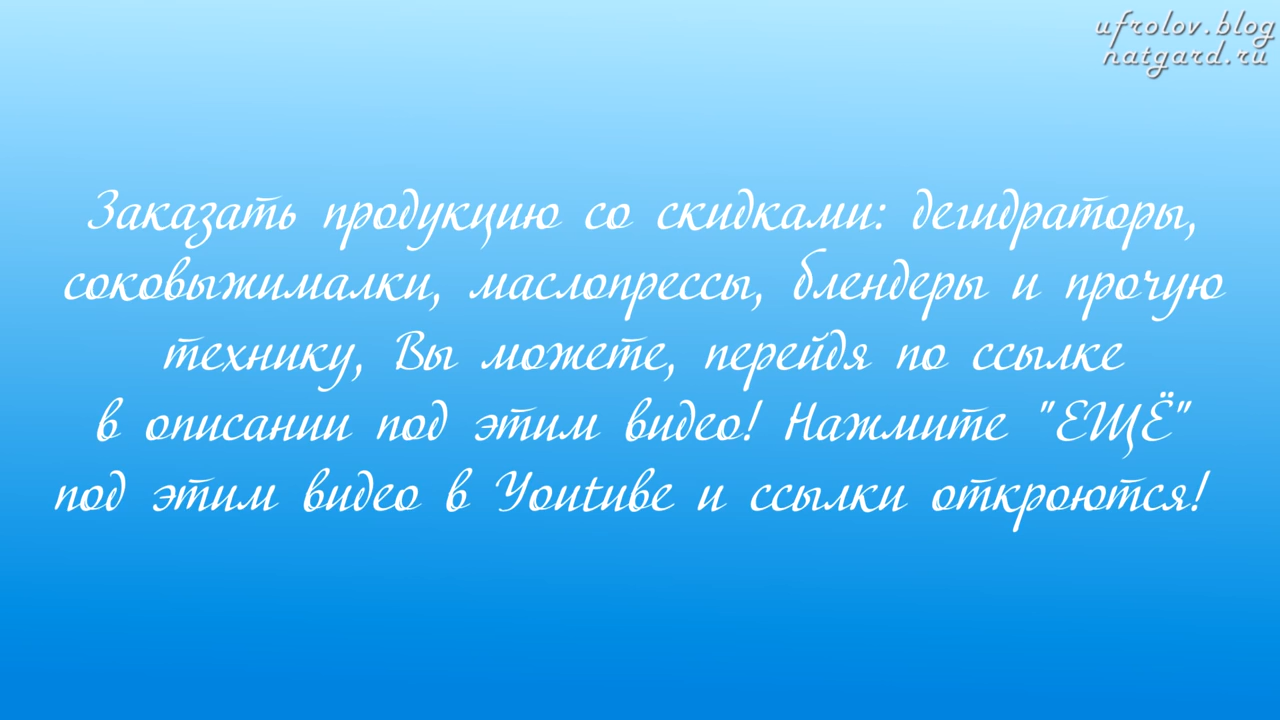 ufrolov.blog
natgard.ru
Заказать продукцию со скидками: дегидраторы,
соковыжималки, маслопрессы, блендеры и прочую
технику, Вы можете, перейдя по ссылке
в описании под этим видео! Нажмите "ЕЩЁ"
под этим видео в Youtube и ссылки откроются!